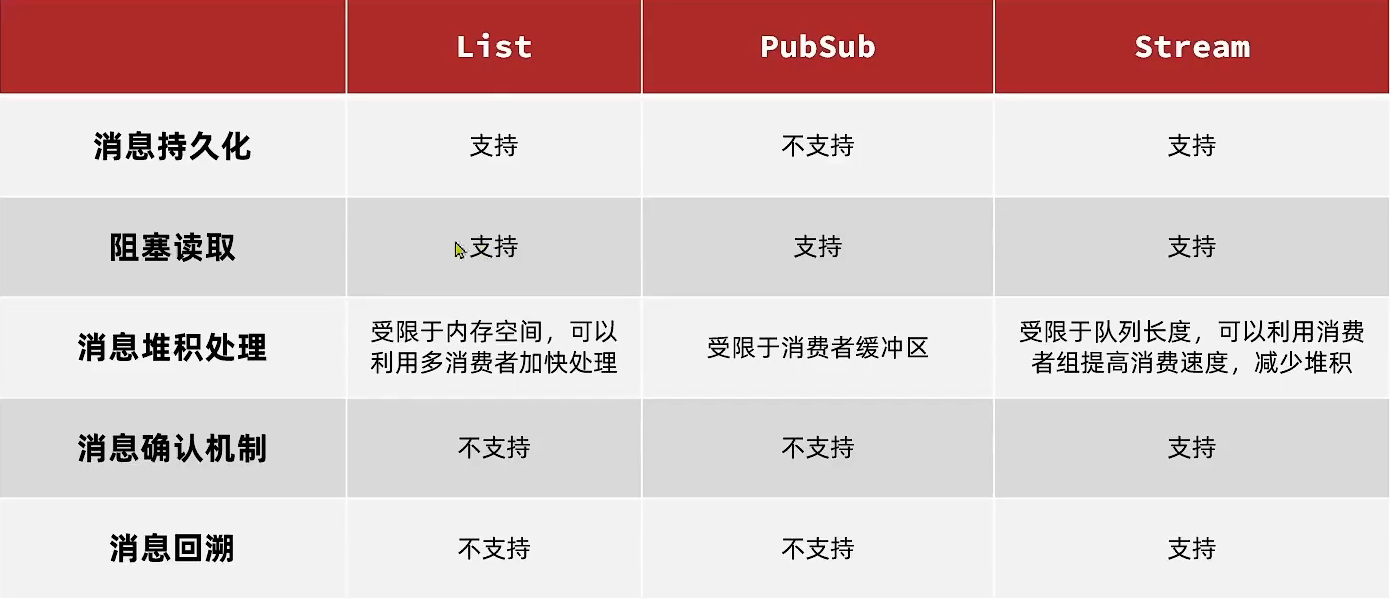 List PubSub Stream
消息持久化 支持 不支持 支持
阻塞读取 支持 支持 支持
消息堆积处理 受限于内存空间，可以 受限于消费者缓冲区 受限于队列长度，可以利用消费
利用多消费者加快处理 者组提高消费速度，减少堆积
消息确认机制 不支持 不支持 支持
消息回溯 不支持 不支持 支持